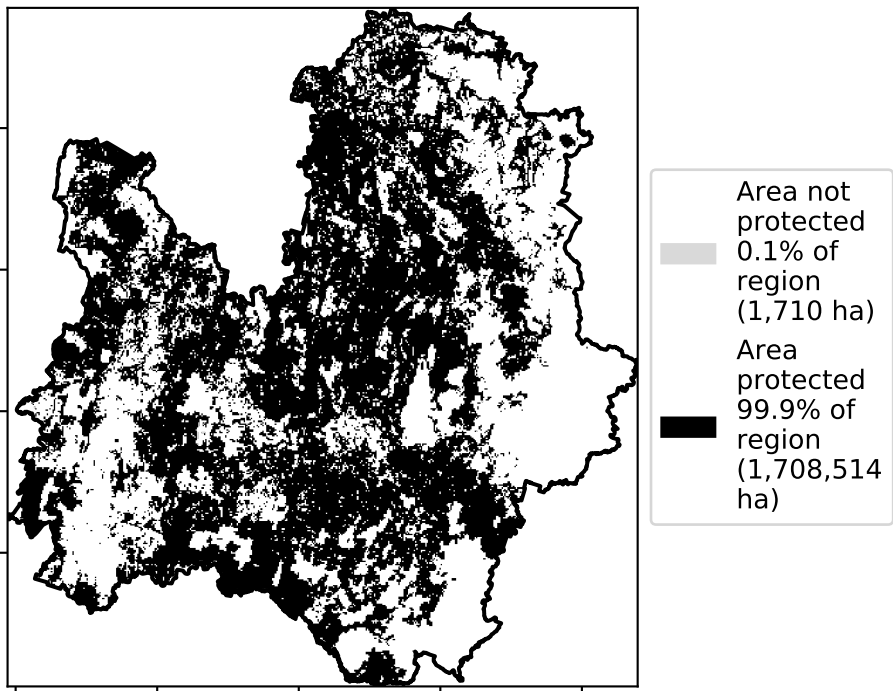 Area not
protected
0.1% of
region
(1,710 ha)
Area
protected
99.9% of
region
(1,708,514
ha)